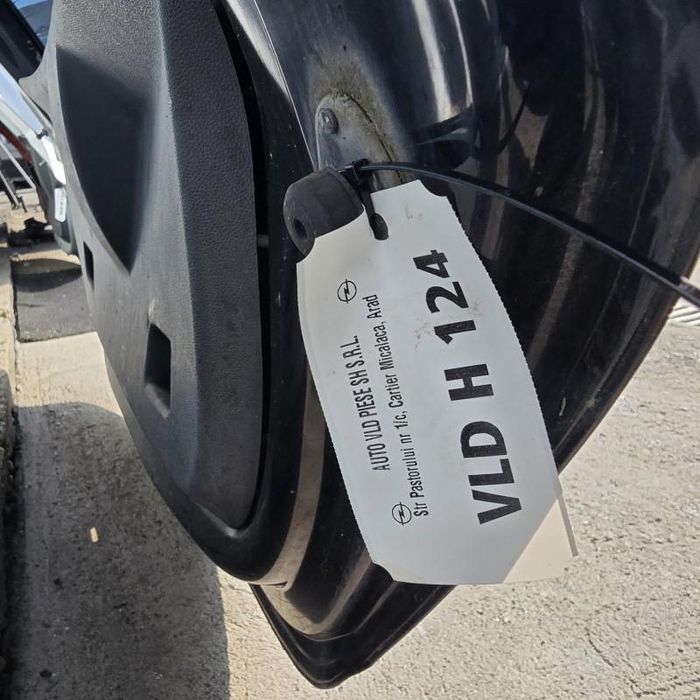 AUTO VLD PIESE SH S.R.L.
Str Pastorului nr 1/c, Cartier Micalaca, Arad
VLD H 124